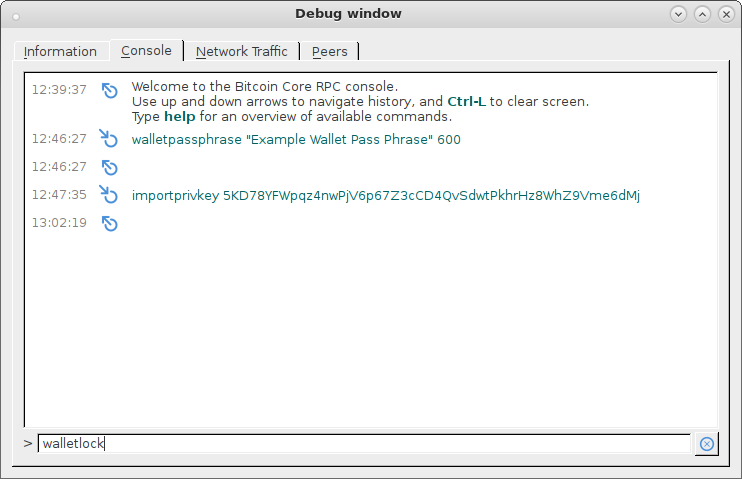 Debug window
Information Console Network Traffic Peers
12:39:37 Welcome to the Bitcoin Core RPC console.
Use up and down arrows to navigate history, and Ctrl-L to clear screen.
Type help for an overview of available commands.
12:46:27 walletpassphrase "Example Wallet Pass Phrase" 600
12:46:27
12:47:35 importprivkey 5KD78YFWpqz4nwPjV6p67Z3cCD4QvSdwtPkhrHz8WhZ9Vme6dMj
13:02:19
> walletlock